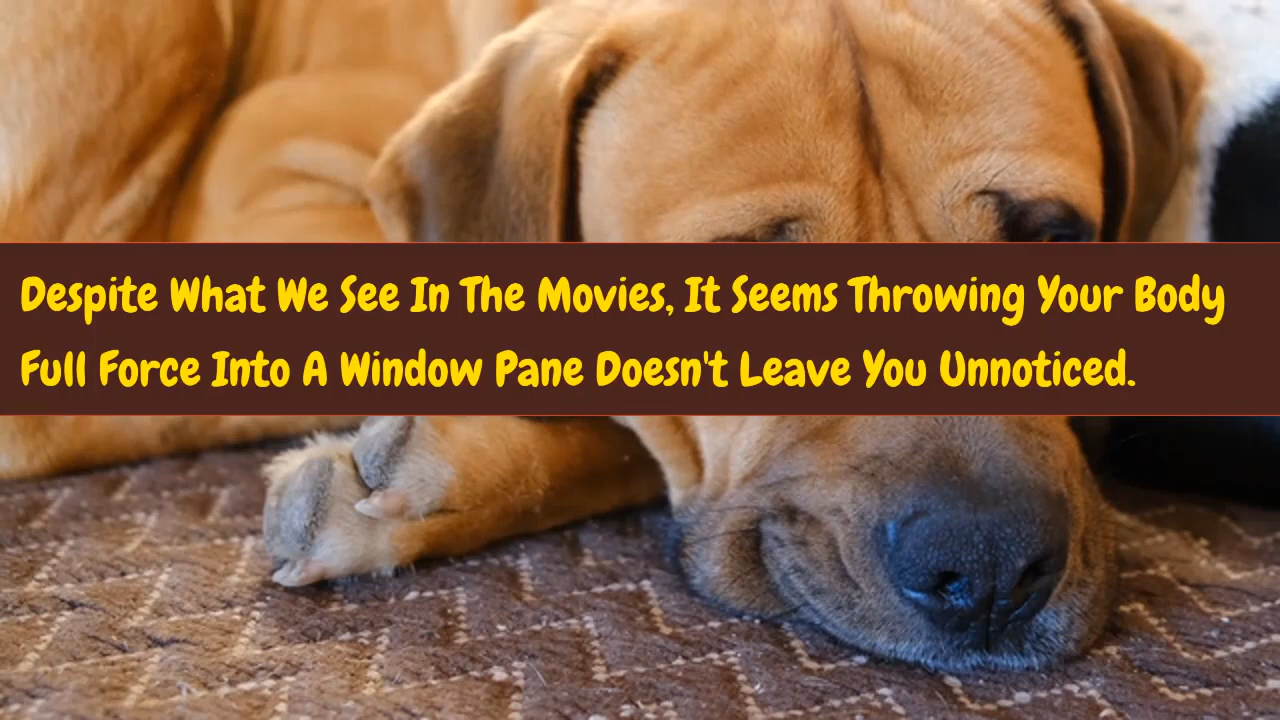 Despite What We See In The Movies, It Seems Throwing Your Body
Full Force Into A Window Pane Doesn't Leave You Unnoticed.